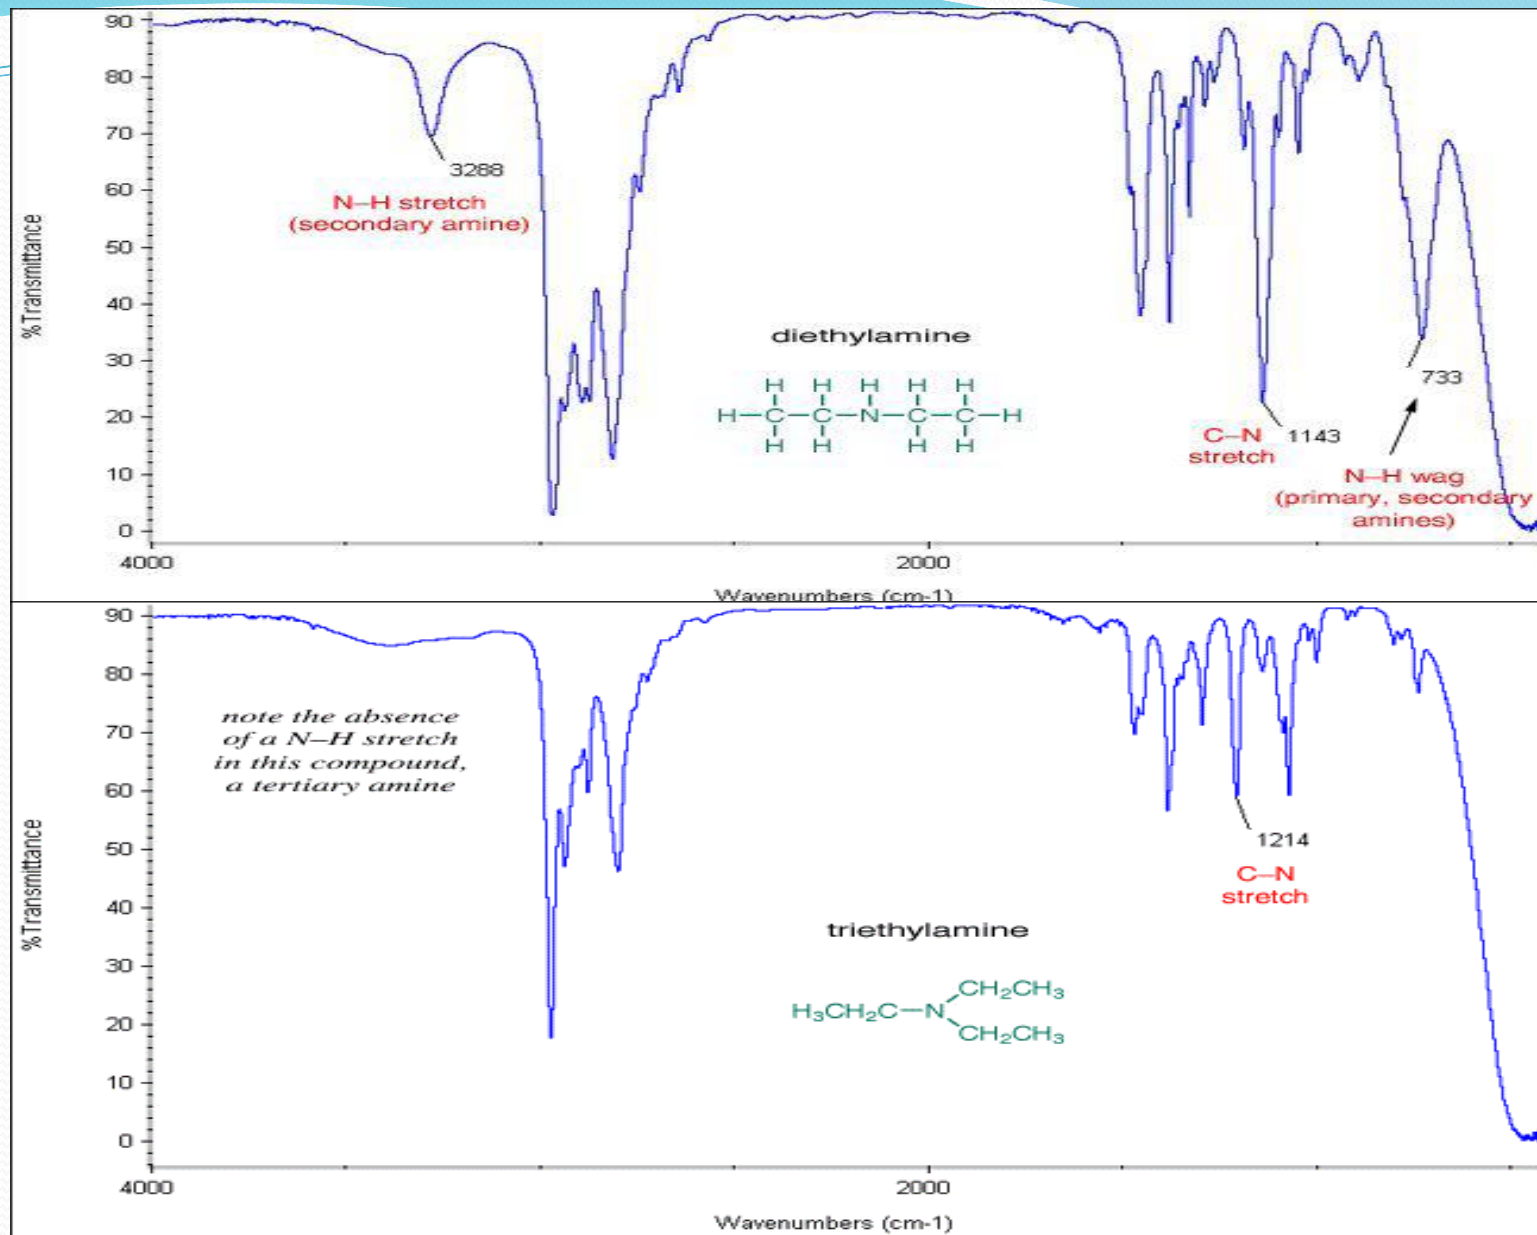 90
80
70
60
50
40
30
20
10
0
%Transmittance
3288
N–H stretch
(secondary amine)
diethylamine
H H H H H
H–C–C–N–C–C–H
H H H H
C–N
stretch
1143
733
N–H wag
(primary, secondary
amines)
4000 2000
Wavenumbers (cm-1)
90
80
70
60
50
40
30
20
10
0
%Transmittance
note the absence
of a N–H stretch
in this compound,
a tertiary amine
1214
C–N
stretch
triethylamine
CH₂CH₃
H₃CH₂C–N
CH₂CH₃
4000 2000
Wavenumbers (cm-1)